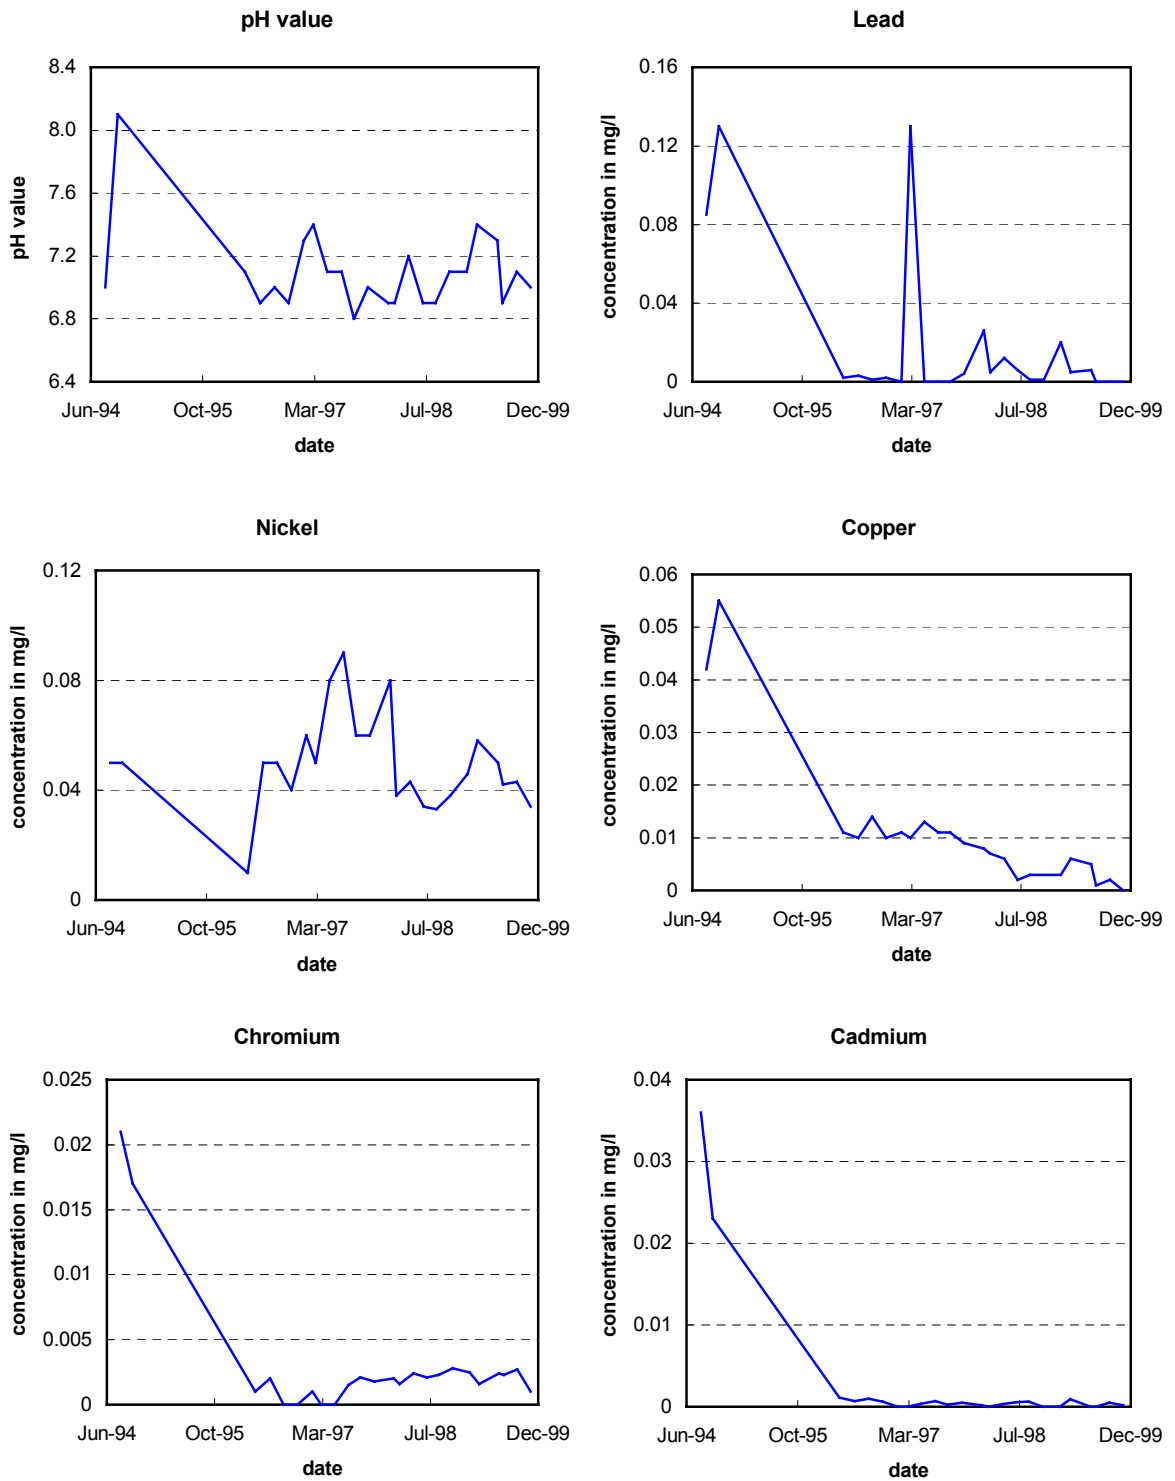 pH value
8.4
8.0
7.6
7.2
6.8
6.4
pH value
Jun-94 Oct-95 Mar-97 Jul-98 Dec-99
date
Lead
0.16
0.12
0.08
0.04
0
concentration in mg/l
Jun-94 Oct-95 Mar-97 Jul-98 Dec-99
date
Nickel
0.12
0.08
0.04
0
concentration in mg/l
Jun-94 Oct-95 Mar-97 Jul-98 Dec-99
date
Copper
0.06
0.05
0.04
0.03
0.02
0.01
0
concentration in mg/l
Jun-94 Oct-95 Mar-97 Jul-98 Dec-99
date
Chromium
0.025
0.02
0.015
0.01
0.005
0
concentration in mg/l
Jun-94 Oct-95 Mar-97 Jul-98 Dec-99
date
Cadmium
0.04
0.03
0.02
0.01
0
concentration in mg/l
Jun-94 Oct-95 Mar-97 Jul-98 Dec-99
date